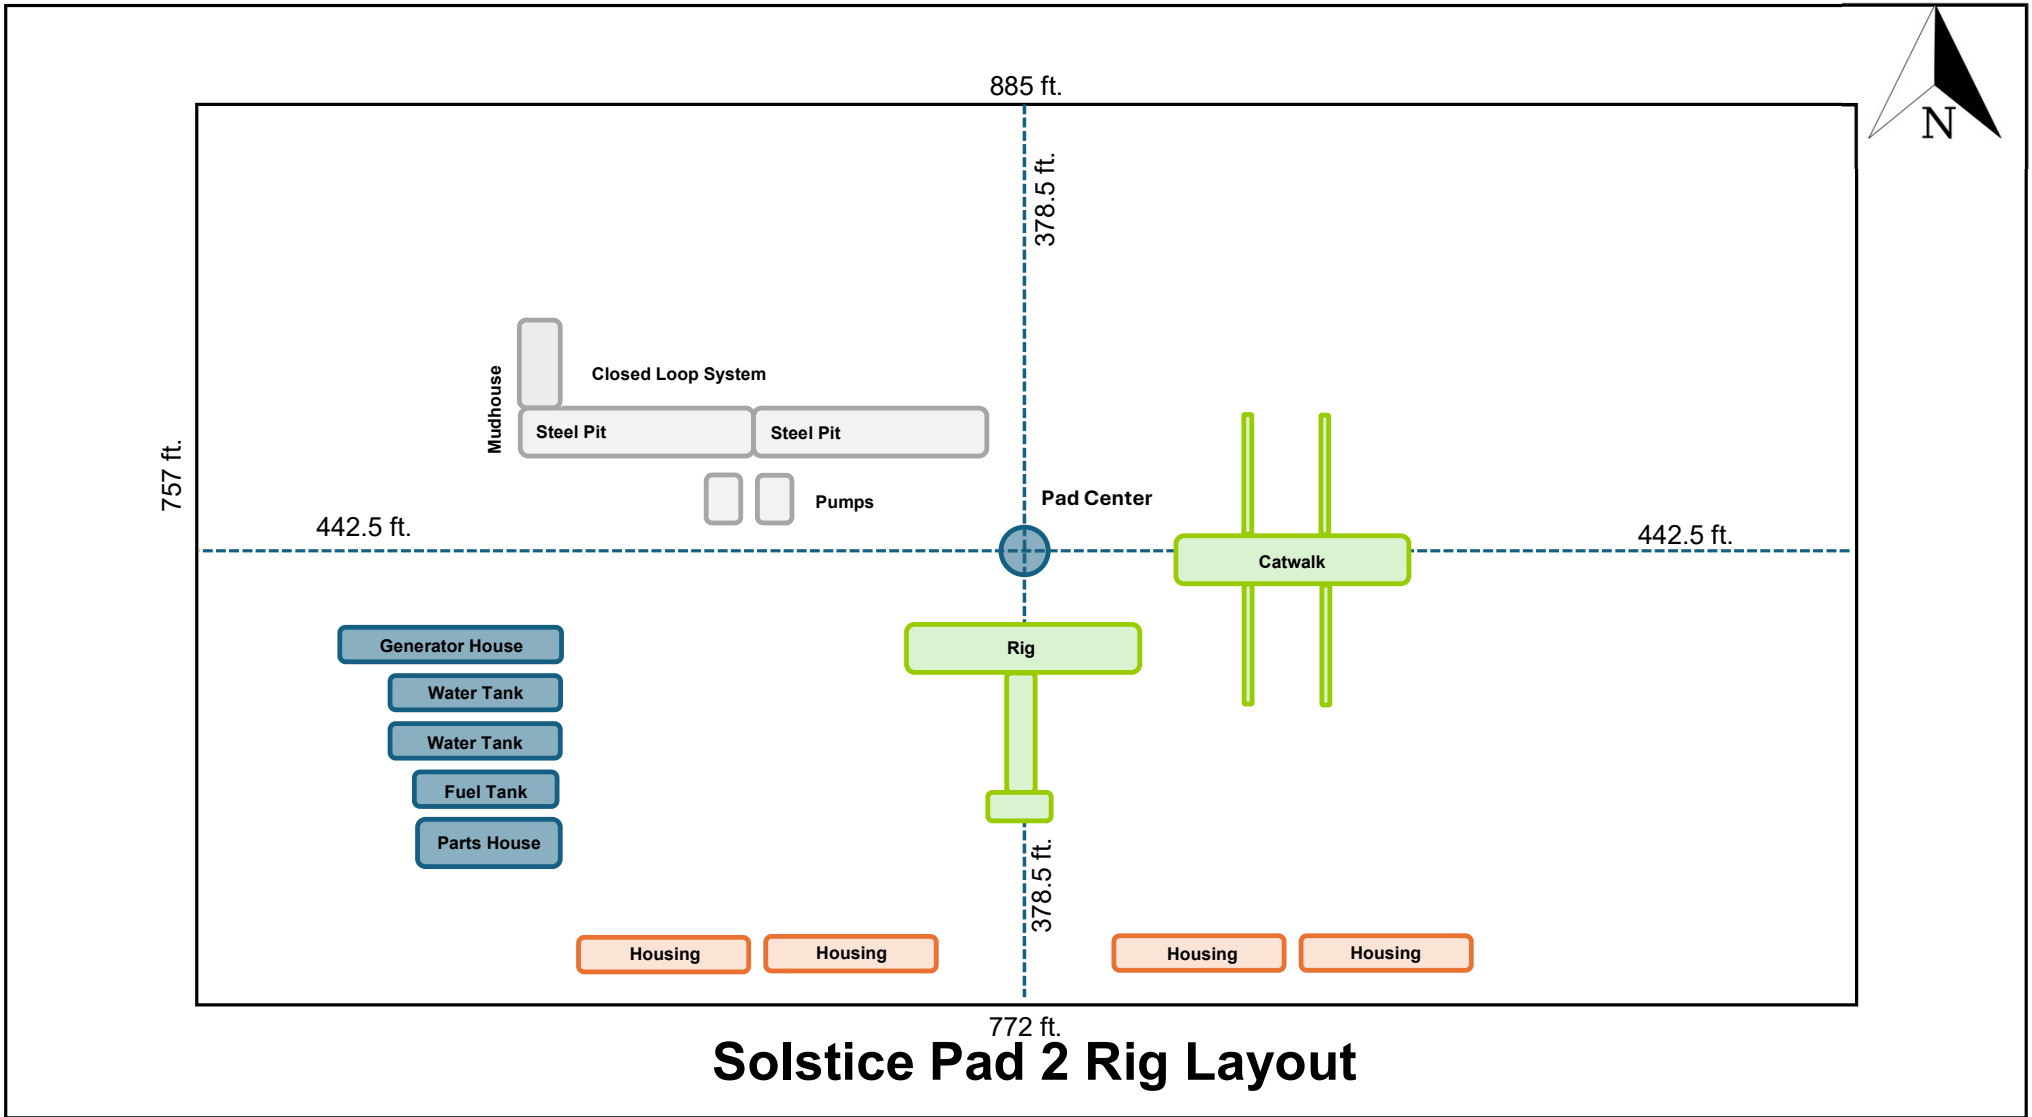 885 ft.
N
378.5 ft.
Mudhouse
Closed Loop System
Steel Pit
Steel Pit
757 ft.
Pumps
Pad Center
442.5 ft.
442.5 ft.
Catwalk
Generator House
Rig
Water Tank
Water Tank
Fuel Tank
Parts House
378.5 ft.
Housing
Housing
Housing
Housing
772 ft.
Solstice Pad 2 Rig Layout